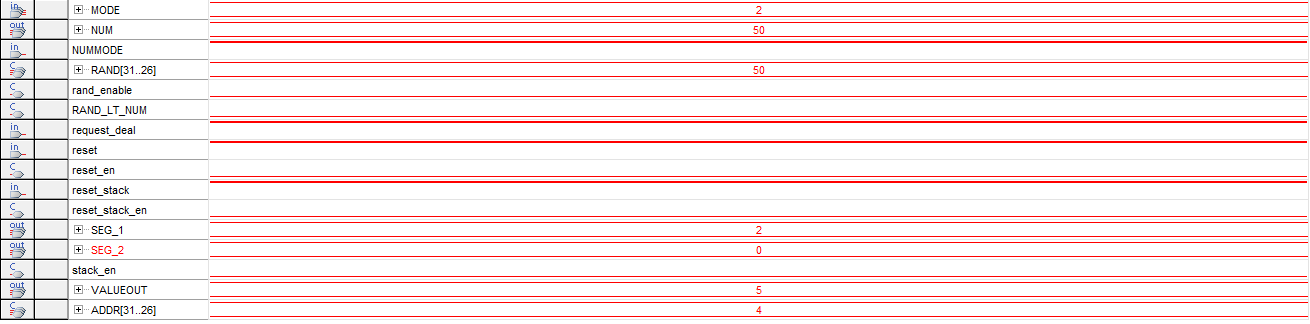 in MODE 2
out NUM 50
in NUMMODE
C RAND[31..26] 50
C rand_enable
C RAND_LT_NUM
in request_deal
in reset
C reset_en
in reset_stack
C reset_stack_en
out SEG_1 2
out SEG_2 0
C stack_en
out VALUEOUT 5
C ADDR[31..26] 4